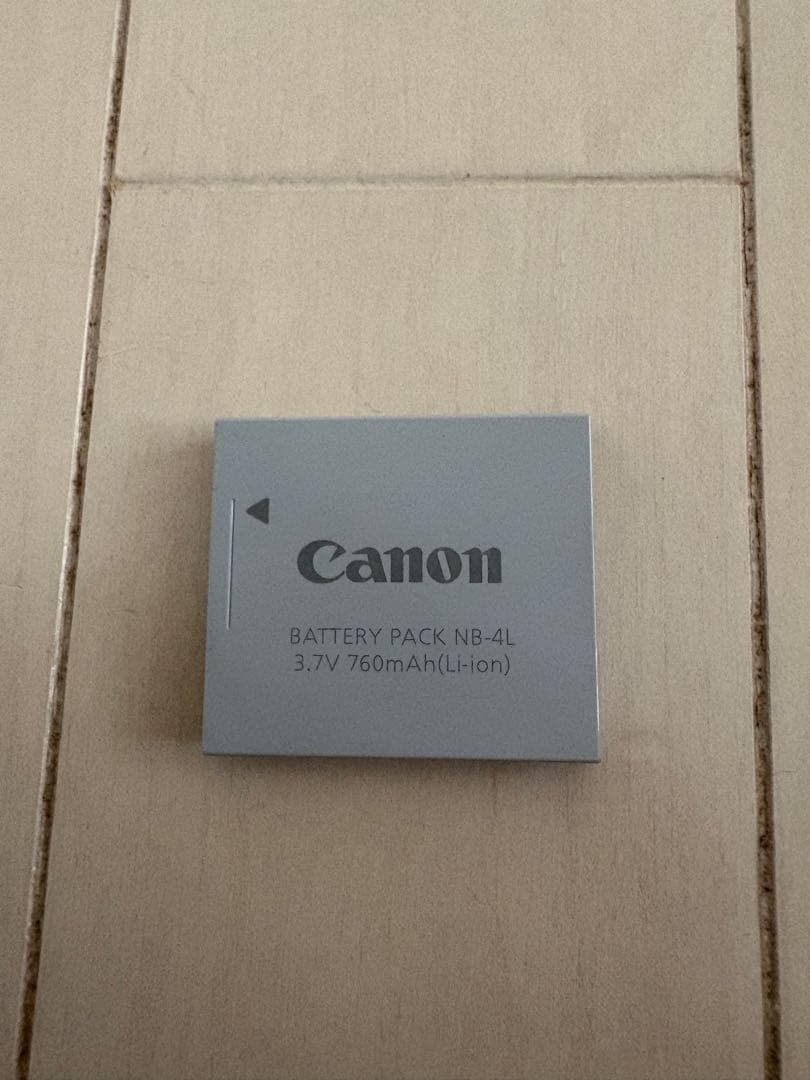 Canon
BATTERY PACK NB-4L
3.7V 760mAh(Li-ion)